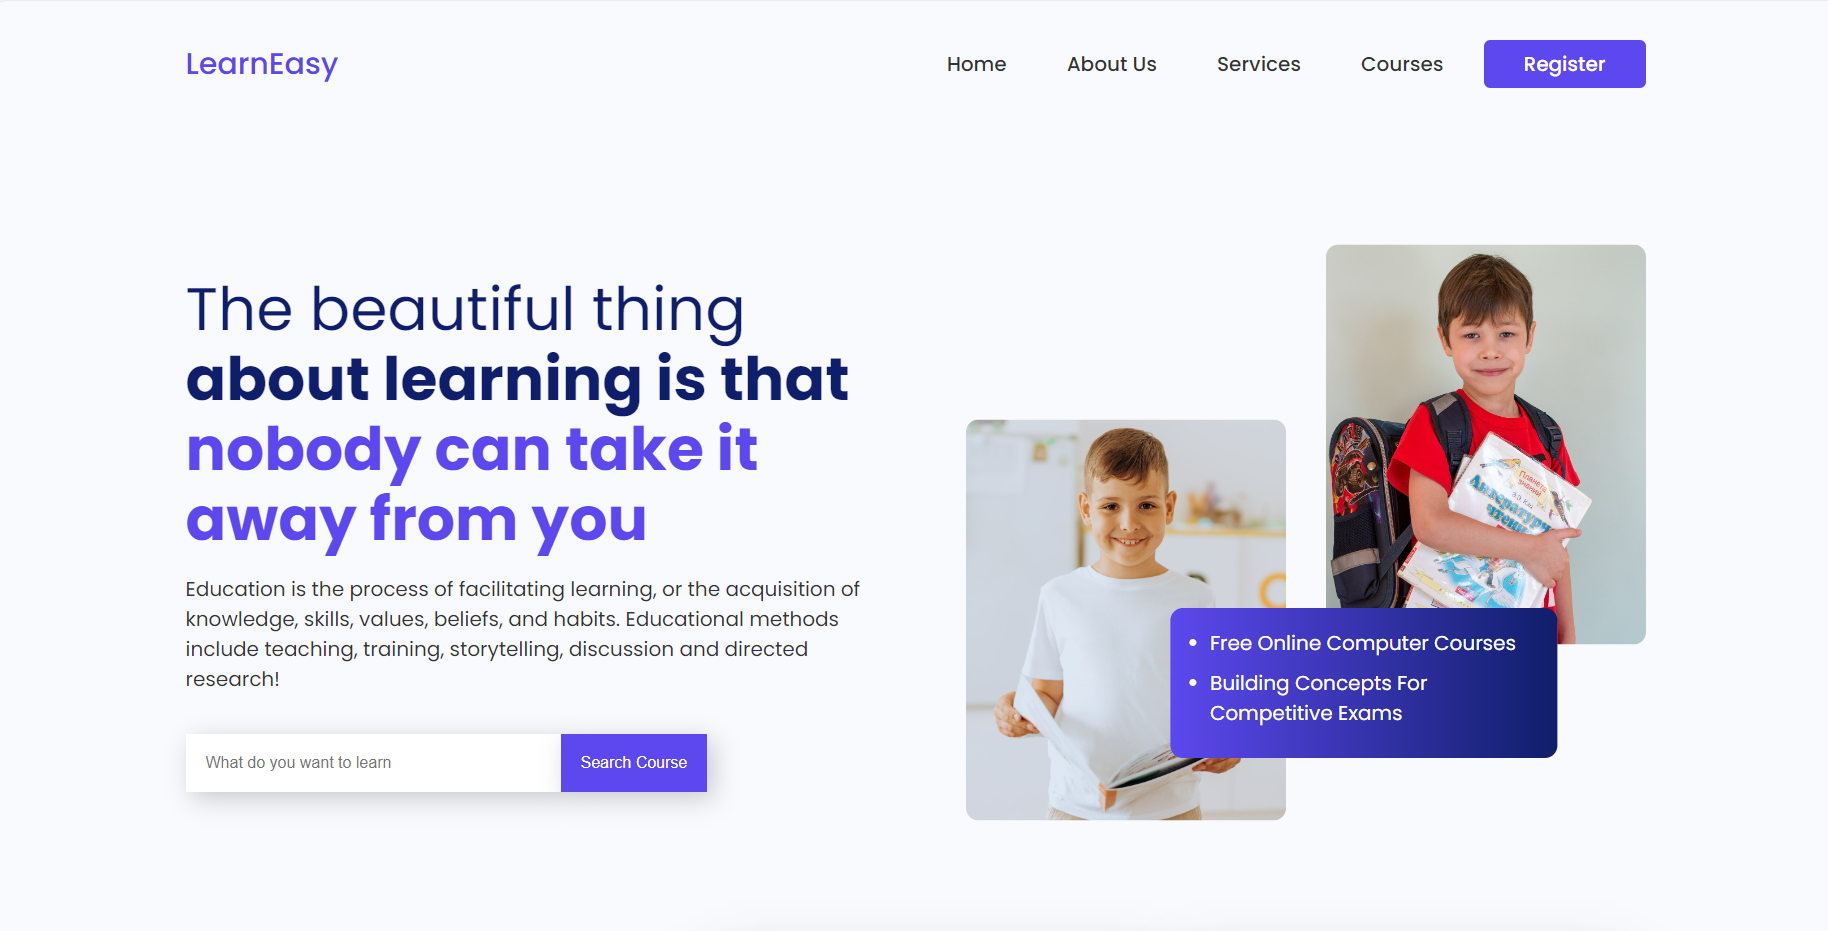 LearnEasy
Home
About Us
Services
Courses
Register
The beautiful thing
about learning is that
nobody can take it
away from you
Education is the process of facilitating learning, or the acquisition of
knowledge, skills, values, beliefs, and habits. Educational methods
include teaching, training, storytelling, discussion and directed
research!
What do you want to learn
Search Course
Планета
знаний
• Free Online Computer Courses
• Building Concepts For
Competitive Exams